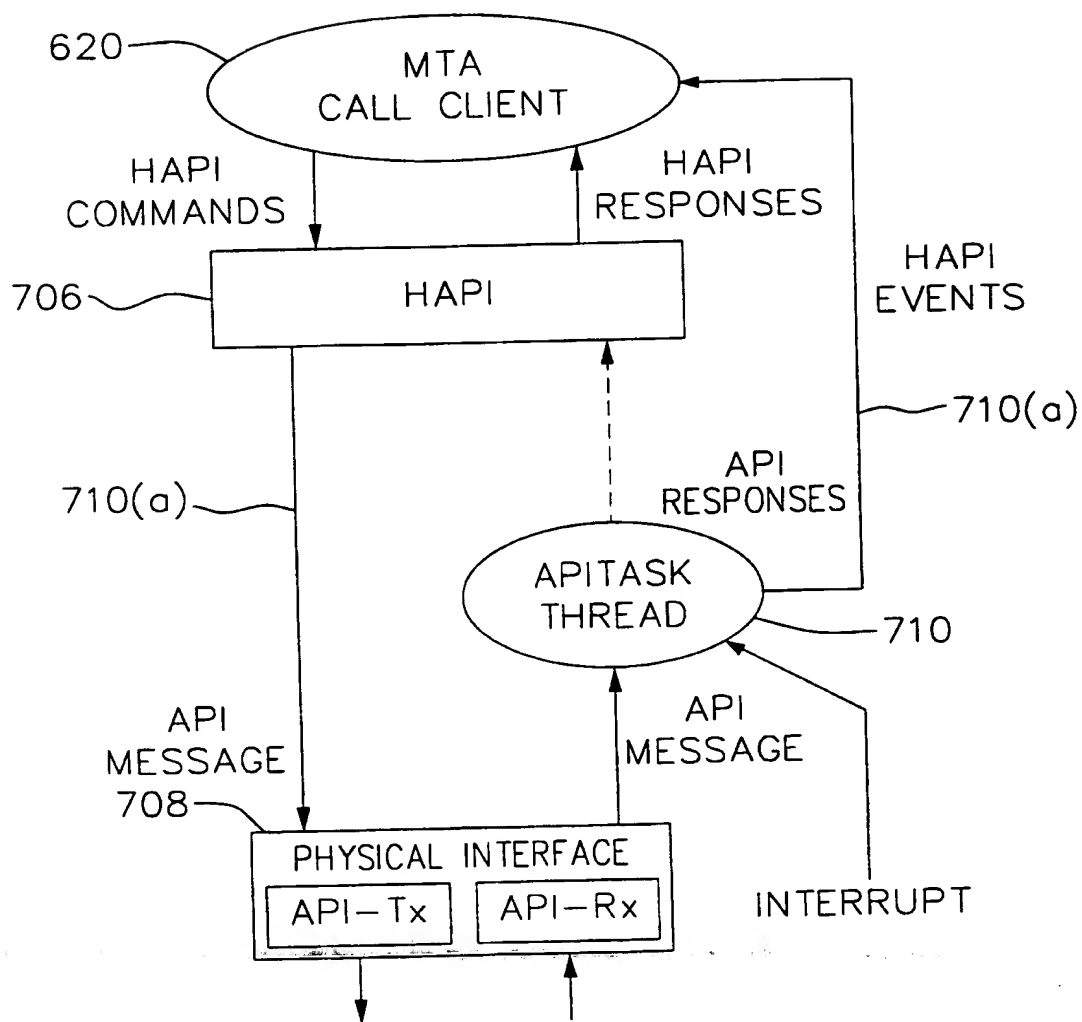 620
MTA
CALL CLIENT
HAPI
COMMANDS
HAPI
RESPONSES
706
HAPI
HAPI
EVENTS
710(a)
710(a)
API
RESPONSES
APITASK
THREAD
710
API
MESSAGE
API
MESSAGE
708
PHYSICAL INTERFACE
API-Tx
API-Rx
INTERRUPT